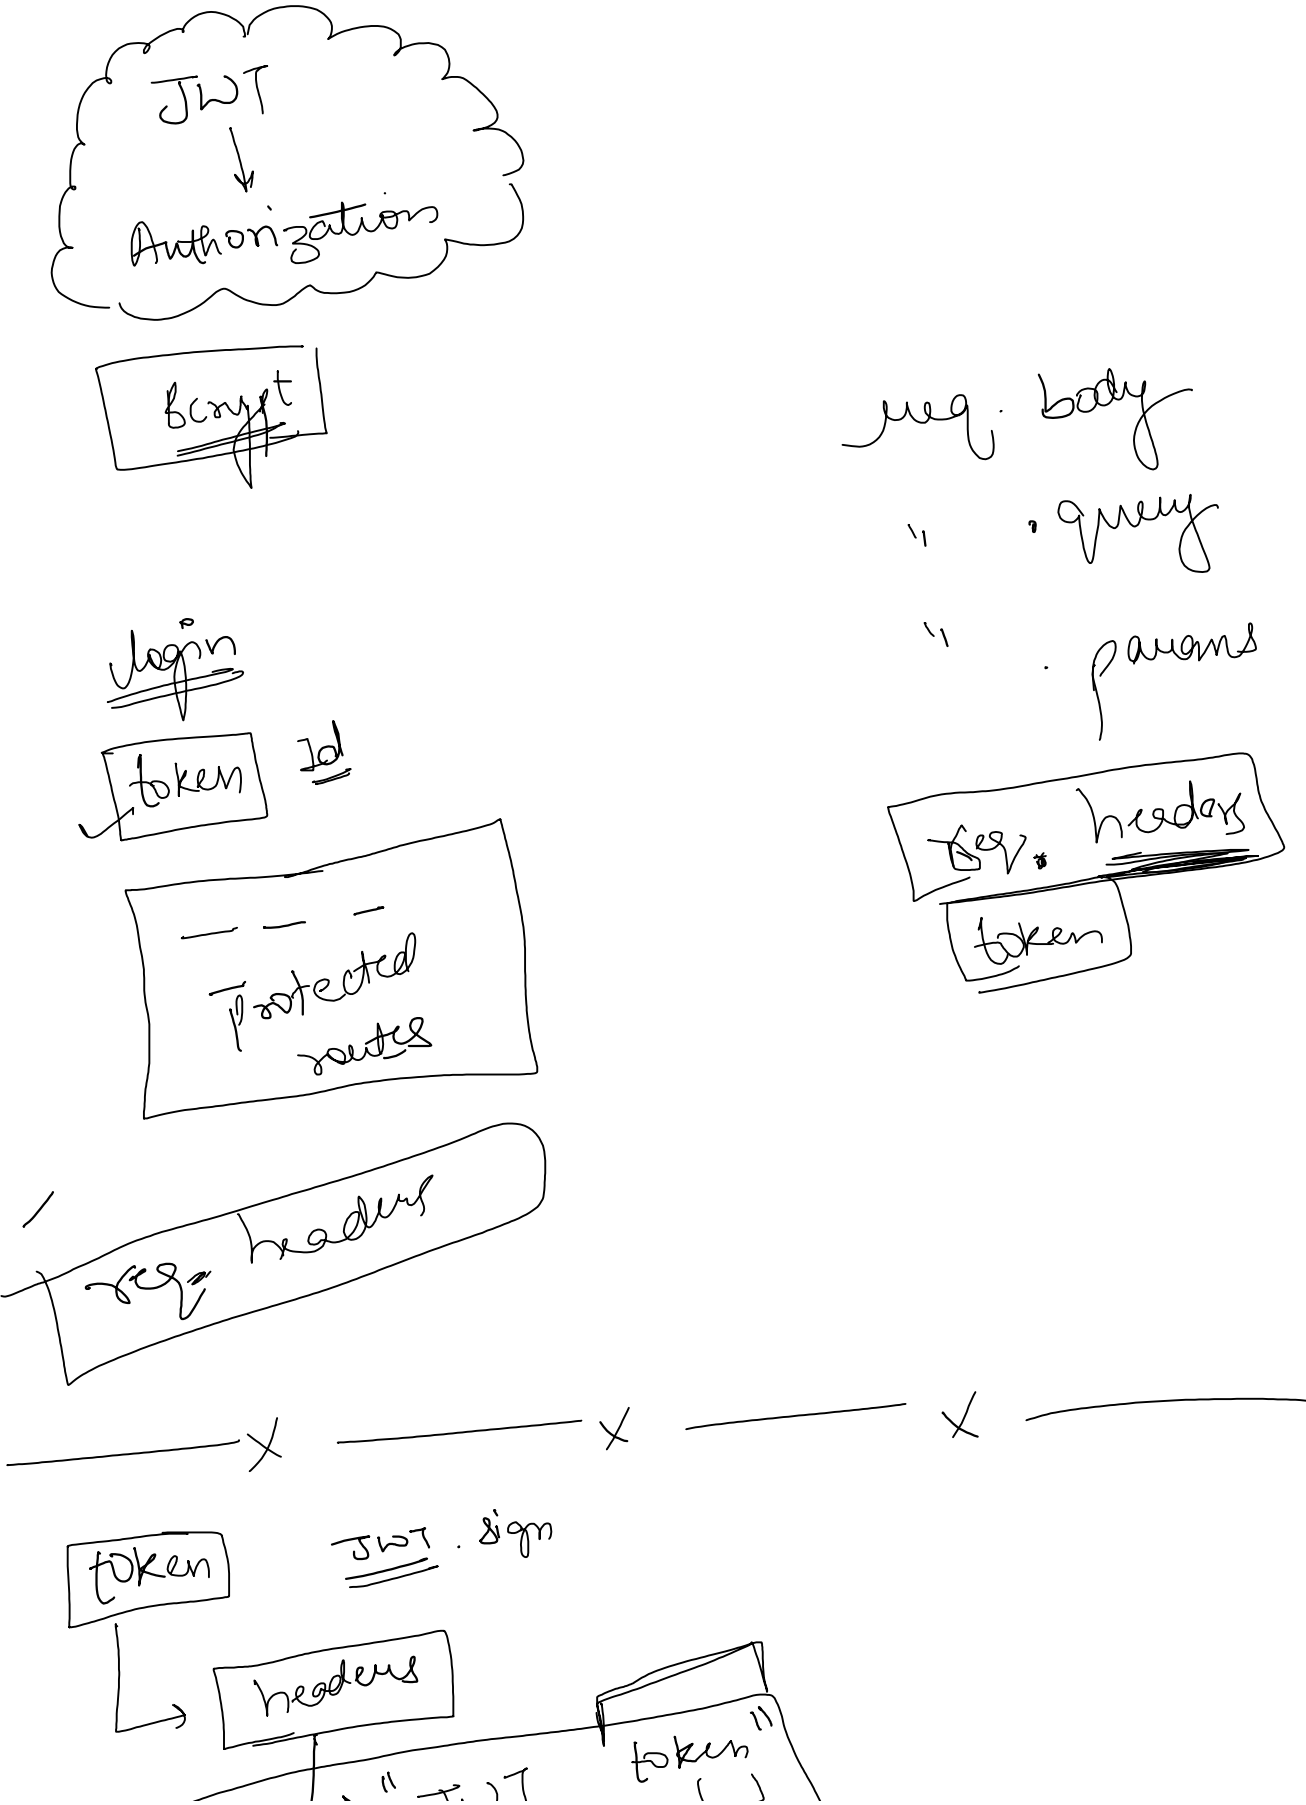 JWT
Authorization
Bcrypt
req. body
" . query
" . params
login
token Id
req. headers
token
Protected
routes
req. headers
token JWT . sign
headers
token"
" JWT